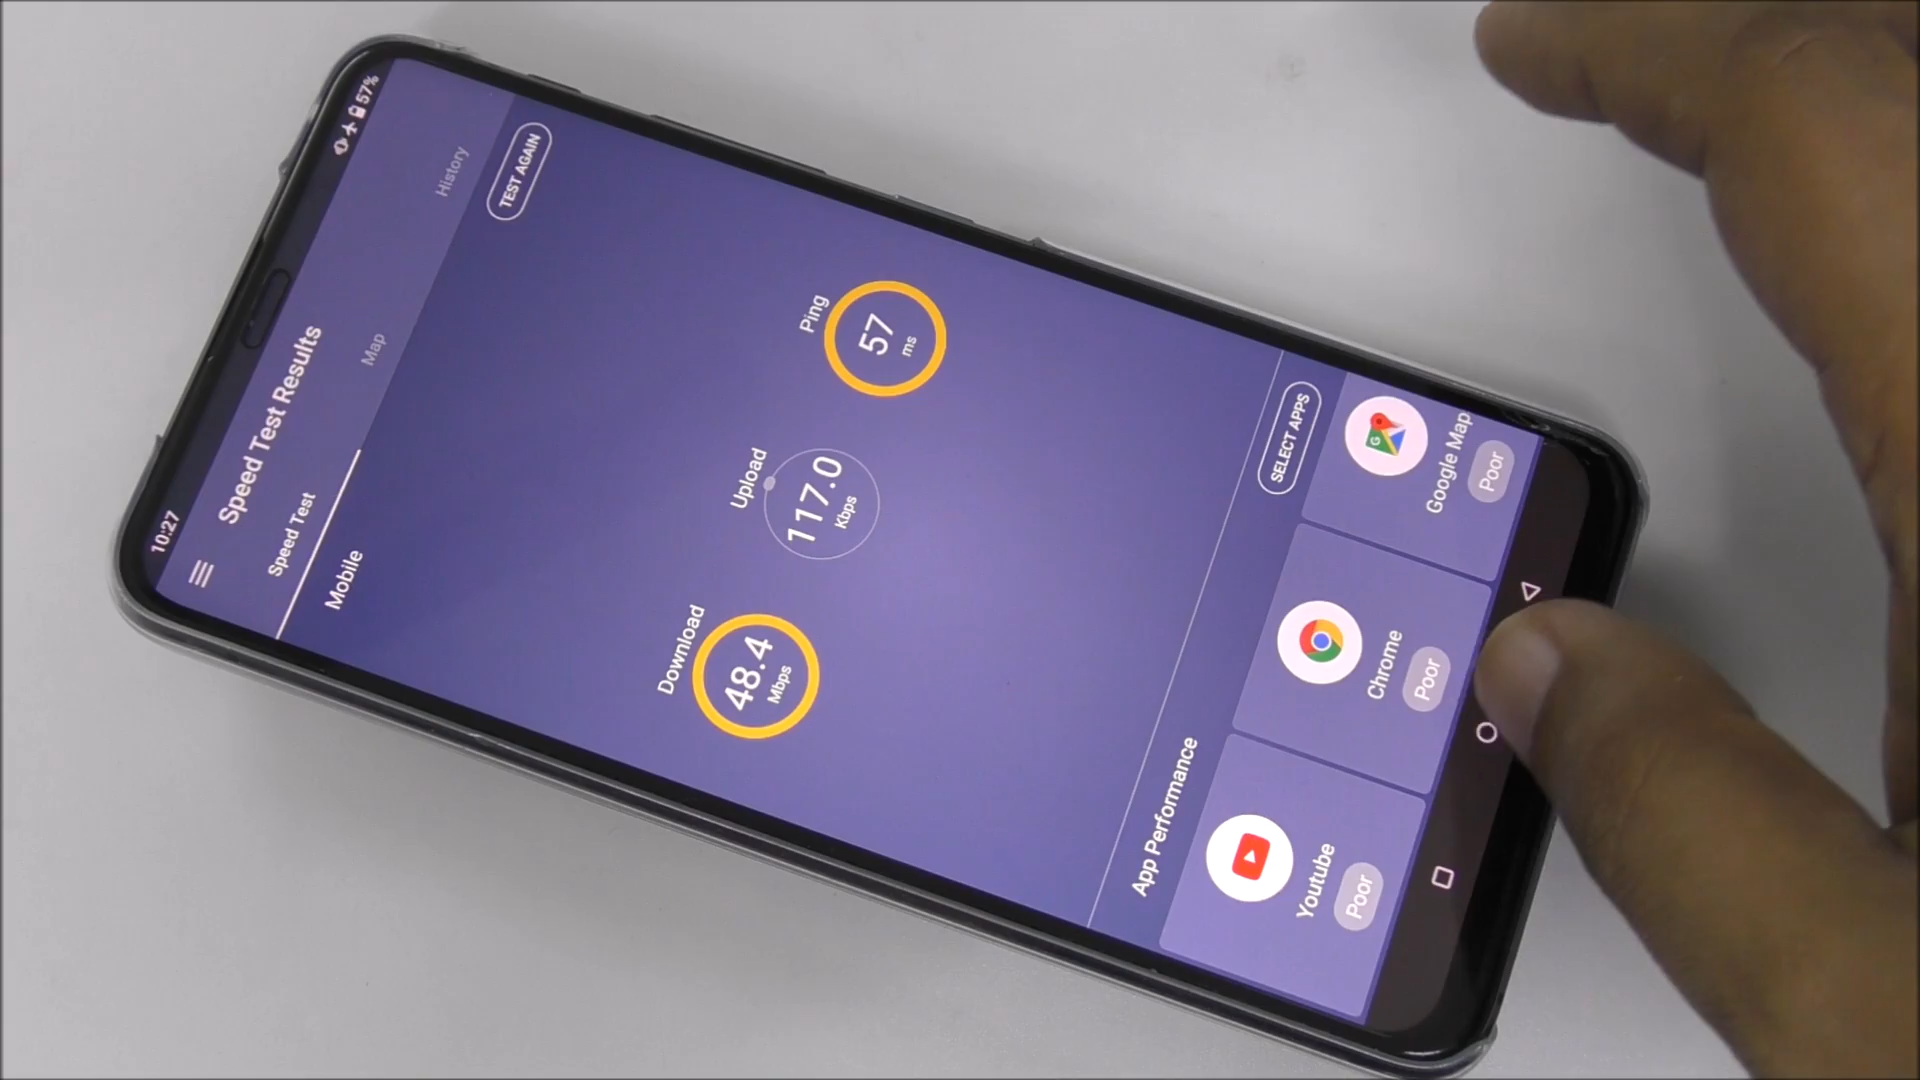 10:27
57%
Speed Test Results
Speed Test
Map
History
Mobile
TEST AGAIN
Download
48.4
Mbps
Upload
117.0
Kbps
Ping
57
ms
App Performance
SELECT APPS
Youtube
Poor
Chrome
Poor
Google Map
Poor